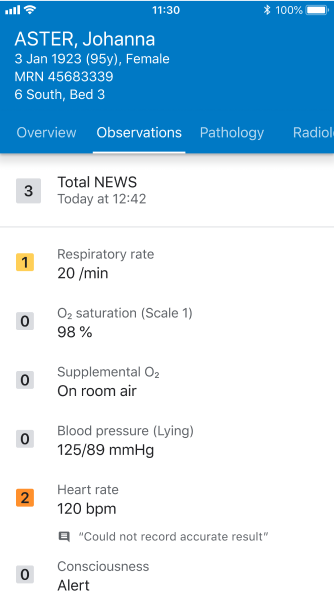 11:30
100%
ASTER, Johanna
3 Jan 1923 (95y), Female
MRN 45683339
6 South, Bed 3
Overview Observations Pathology Radiol
3 Total NEWS
Today at 12:42
Respiratory rate
1 20 /min
O₂ saturation (Scale 1)
0 98 %
Supplemental O₂
0 On room air
Blood pressure (Lying)
0 125/89 mmHg
Heart rate
2 120 bpm
“Could not record accurate result”
Consciousness
0 Alert